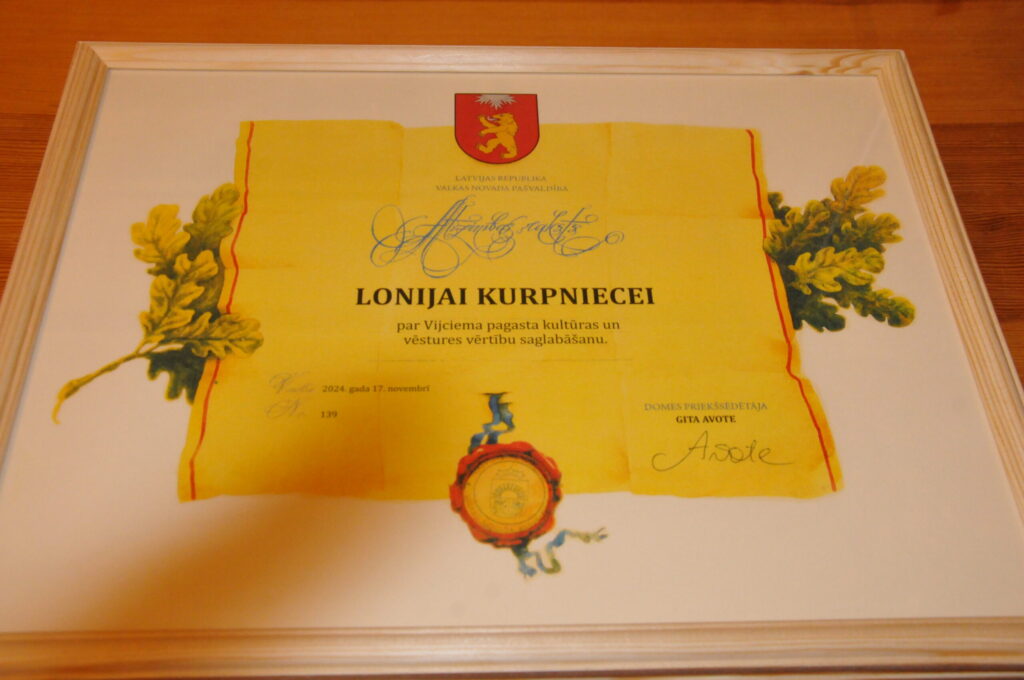 LATVIJAS REPUBLIKA
VALKAS NOVADA PAŠVALDĪBA
Atzinības raksts
LONIJAI KURPNIECEI
par Vijciema pagasta kultūras un
vēstures vērtību saglabāšanu.
Valkā 2024. gada 17. novembrī
Nr. 139
DOMES PRIEKŠSĒDĒTĀJA
GITA AVOTE
Avote